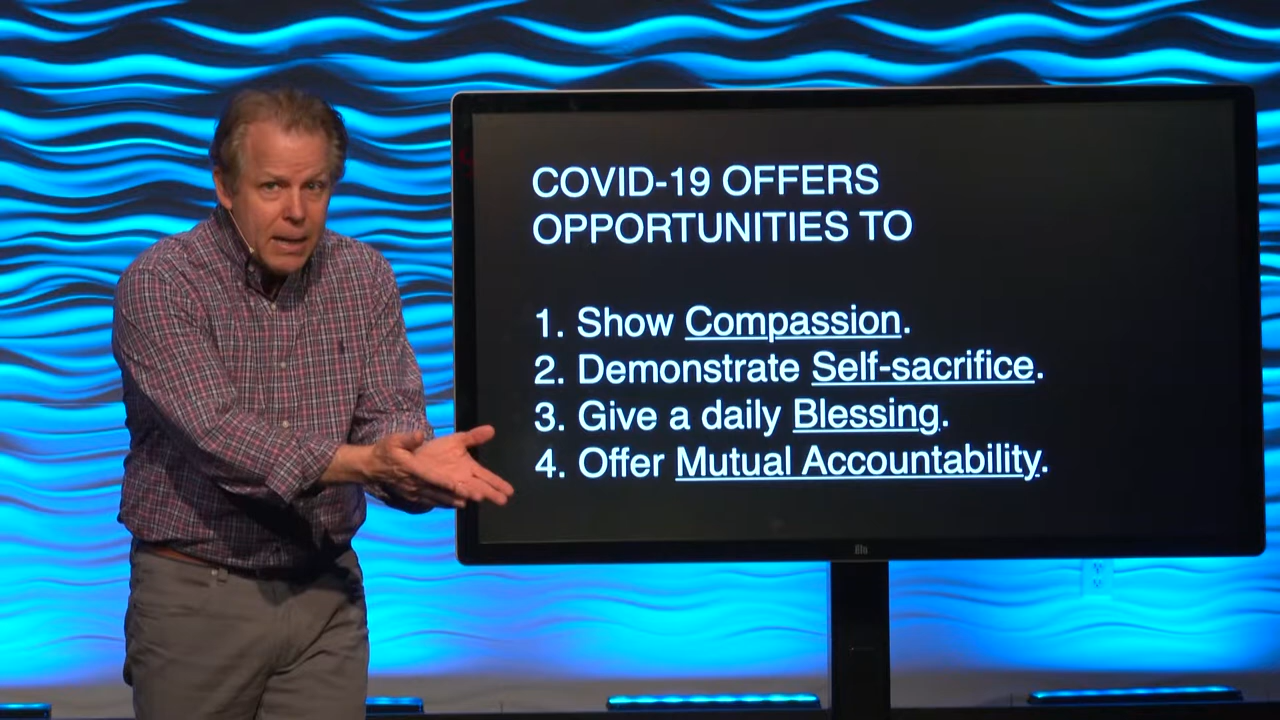 COVID-19 OFFERS
OPPORTUNITIES TO
1. Show Compassion.
2. Demonstrate Self-sacrifice.
3. Give a daily Blessing.
4. Offer Mutual Accountability.
elo